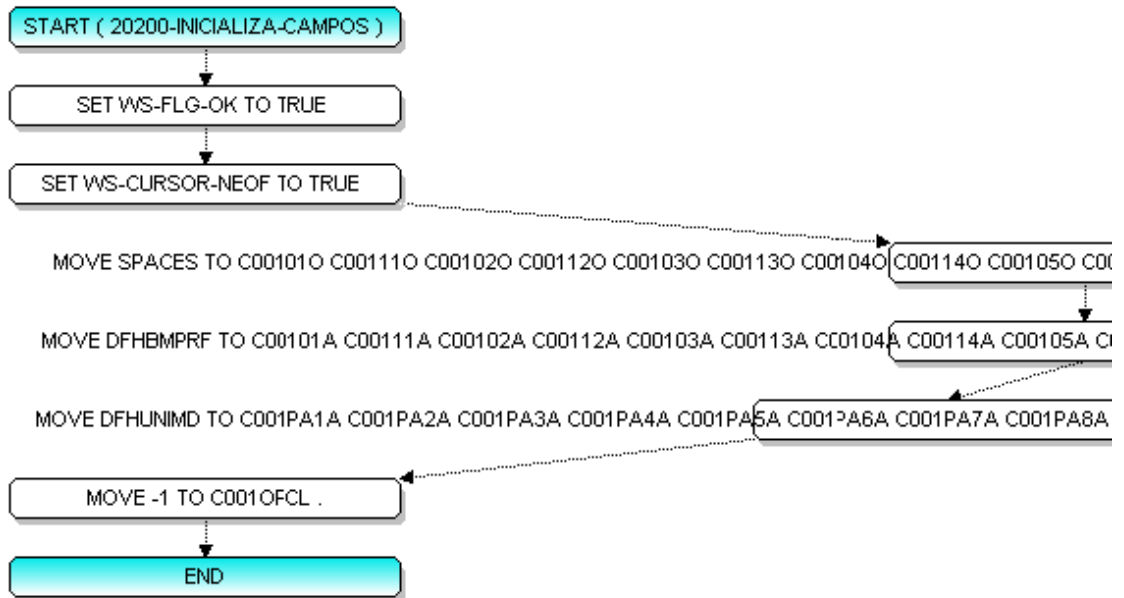 START ( 20200-INICIALIZA-CAMPOS )
SET WS-FLG-OK TO TRUE
SET WS-CURSOR-NEOF TO TRUE
MOVE SPACES TO C00101O C00111O C00102O C00112O C00103O C00113O C00104O C00114O C00105O C00
MOVE DFHBMPRF TO C00101A C00111A C00102A C00112A C00103A C00113A C00104A C00114A C00105A
MOVE DFHUNIMD TO C001PA1A C001PA2A C001PA3A C001PA4A C001PA5A C001PA6A C001PA7A C001PA8A
MOVE -1 TO C001OFCL .
END